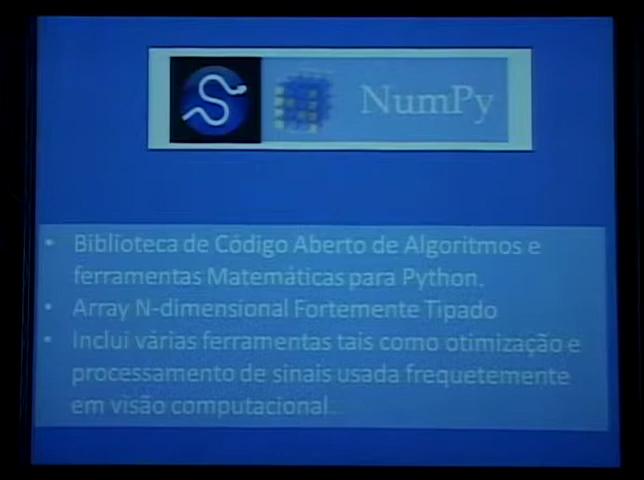 NumPy
• Biblioteca de Código Aberto de Algoritmos e
ferramentas Matemáticas para Python.
• Array N-dimensional Fortemente Tipado
• Inclui várias ferramentas tais como otimização e
processamento de sinais usada frequetemente
em visão computacional.